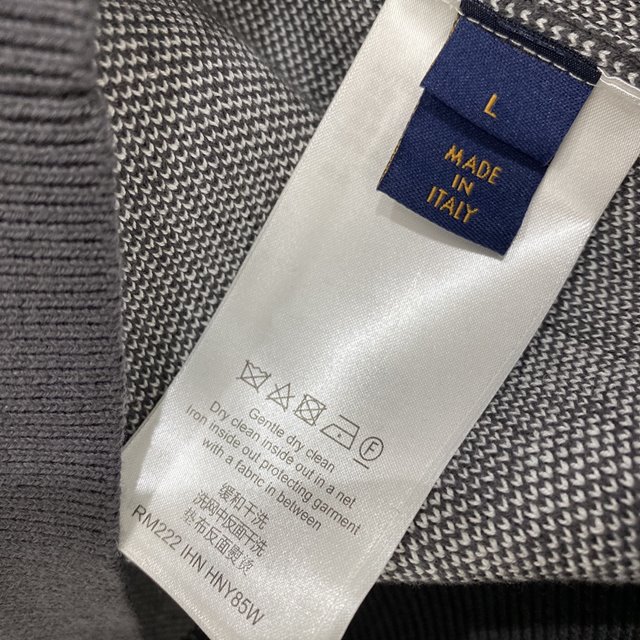 L
MADE
IN
ITALY
Gentle dry clean
Dry clean inside out in a net.
Iron inside out, protecting garment
with a fabric in between
缓和干洗
洗网中反面干洗
垫布反面熨烫
RM222 IHN HNY85W